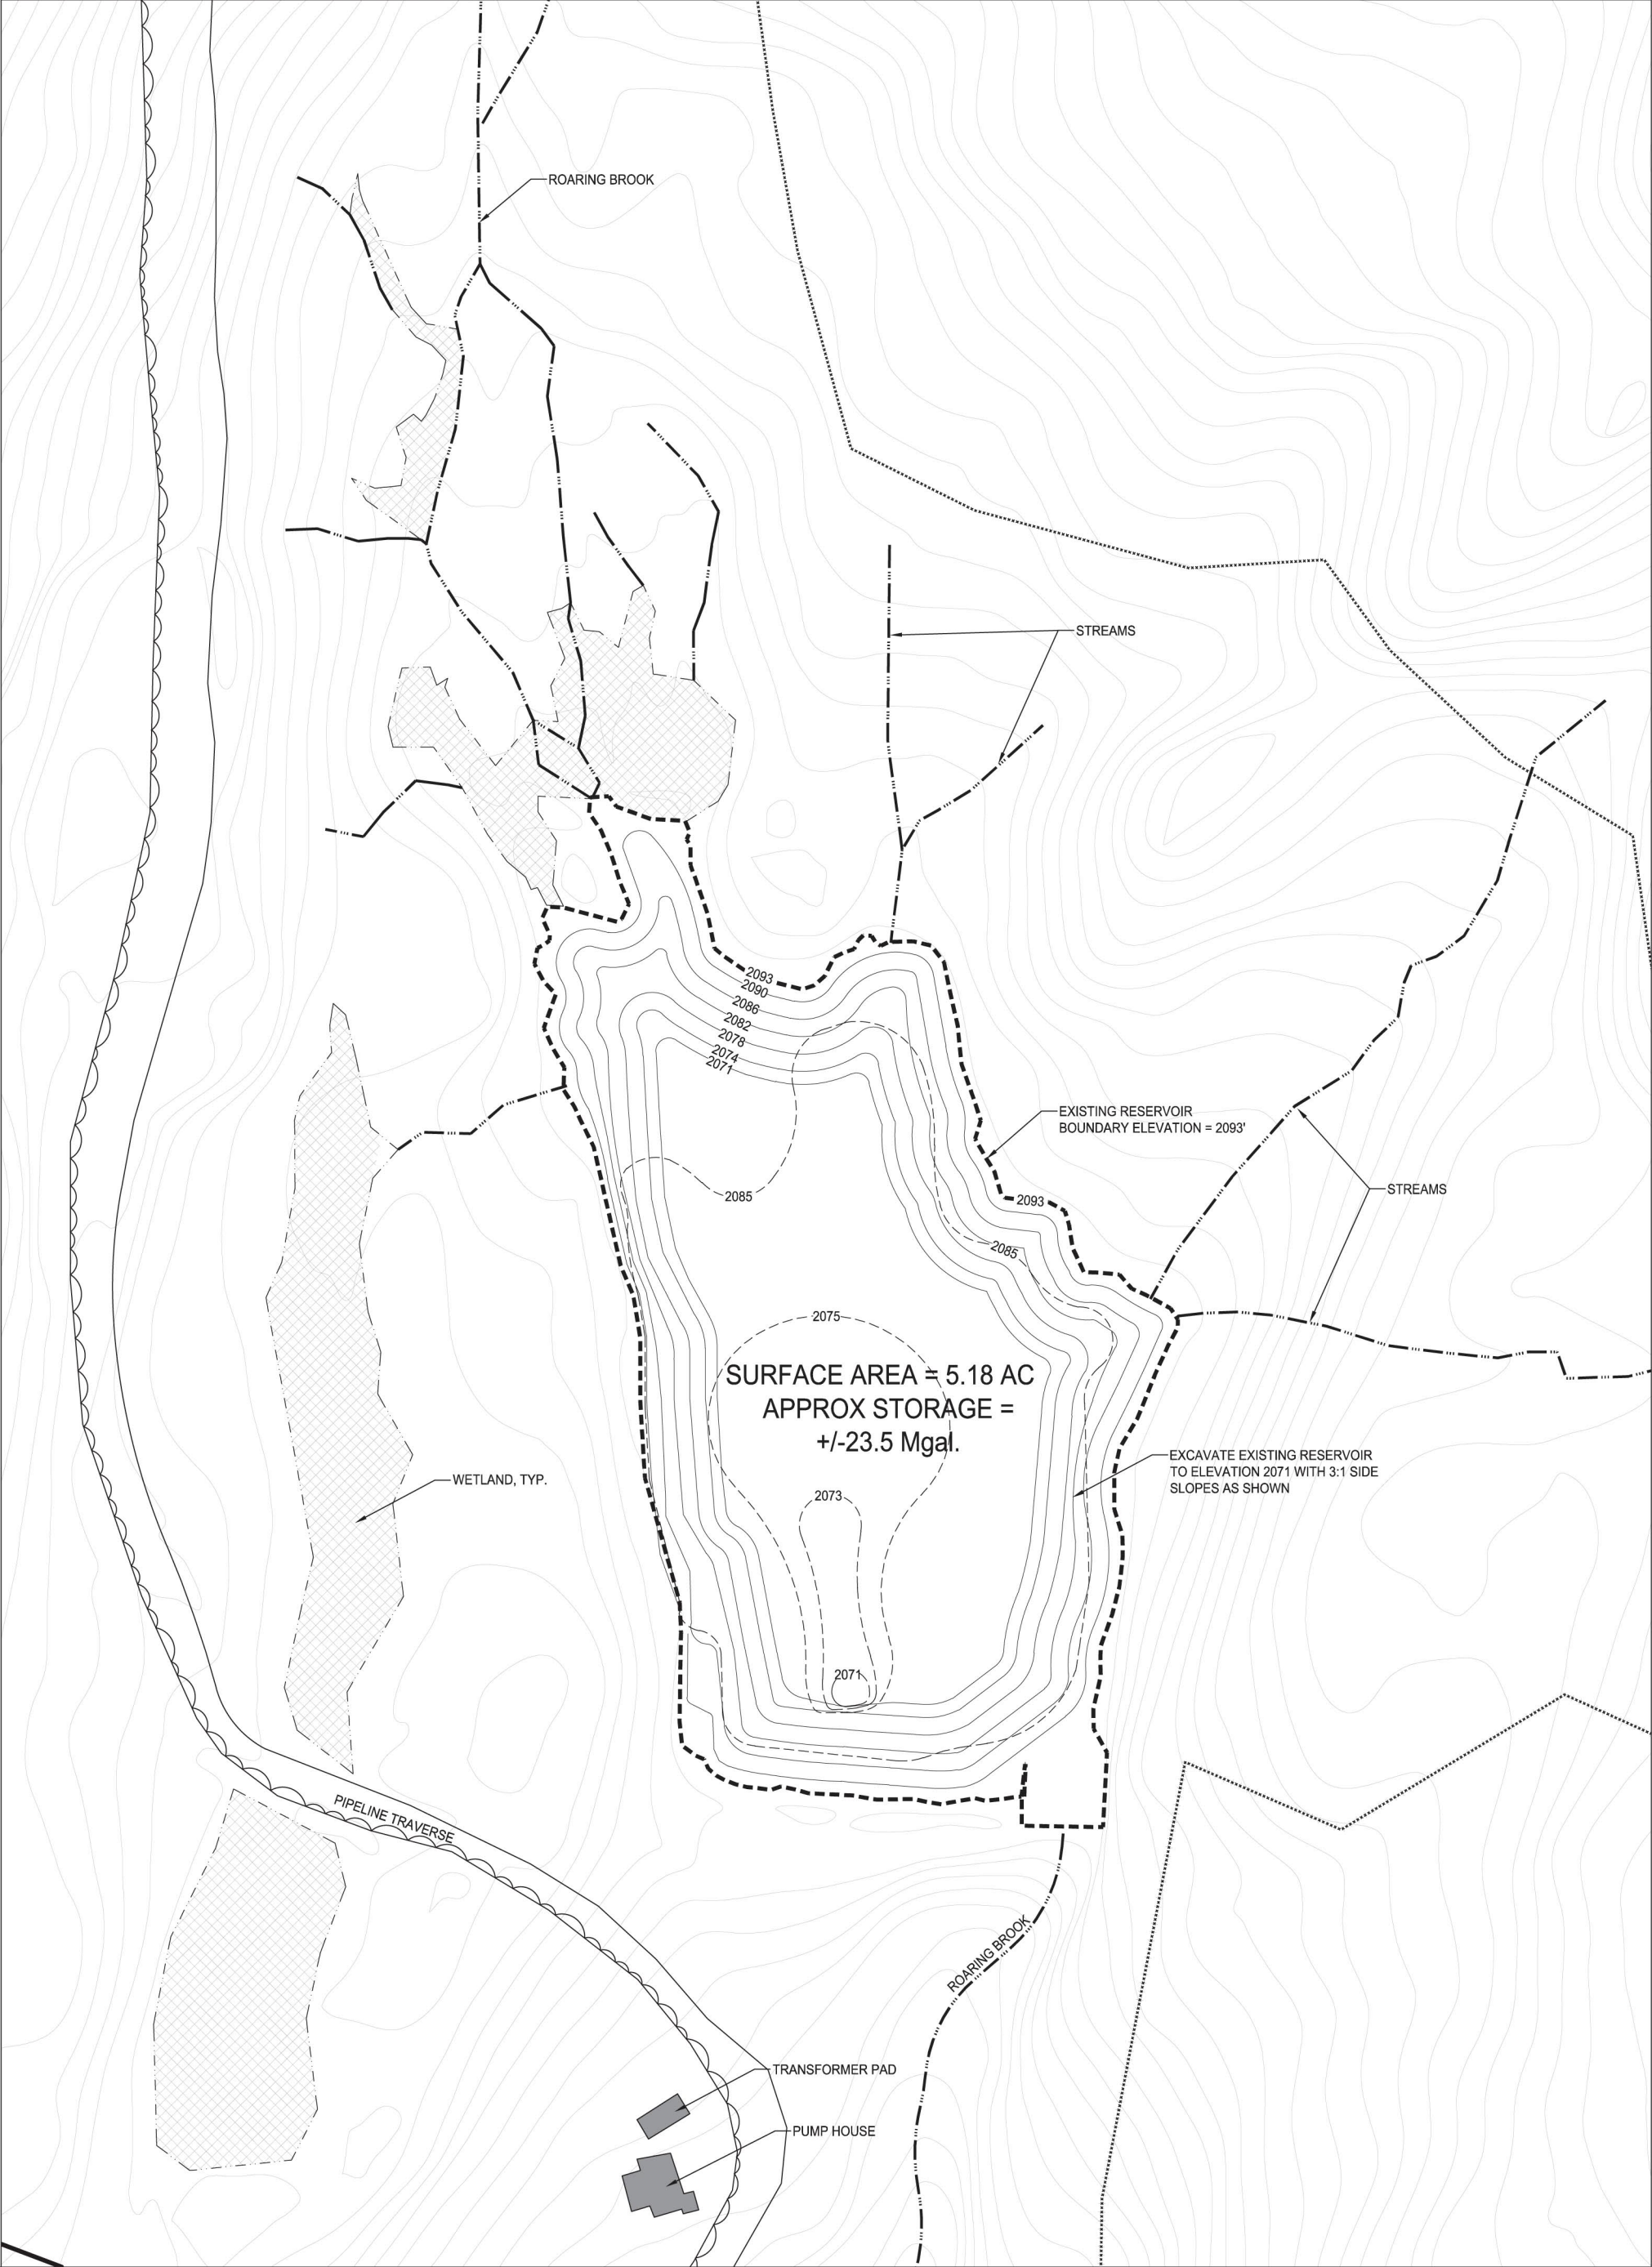 ROARING BROOK
STREAMS
2093
2090
2086
2082
2078
2074
2071
EXISTING RESERVOIR
BOUNDARY ELEVATION = 2093'
2085
2093
STREAMS
2085
2075
SURFACE AREA = 5.18 AC
APPROX STORAGE =
+/-23.5 Mgal.
EXCAVATE EXISTING RESERVOIR
TO ELEVATION 2071 WITH 3:1 SIDE
SLOPES AS SHOWN
WETLAND, TYP.
2073
2071
PIPELINE TRAVERSE
ROARING BROOK
TRANSFORMER PAD
PUMP HOUSE